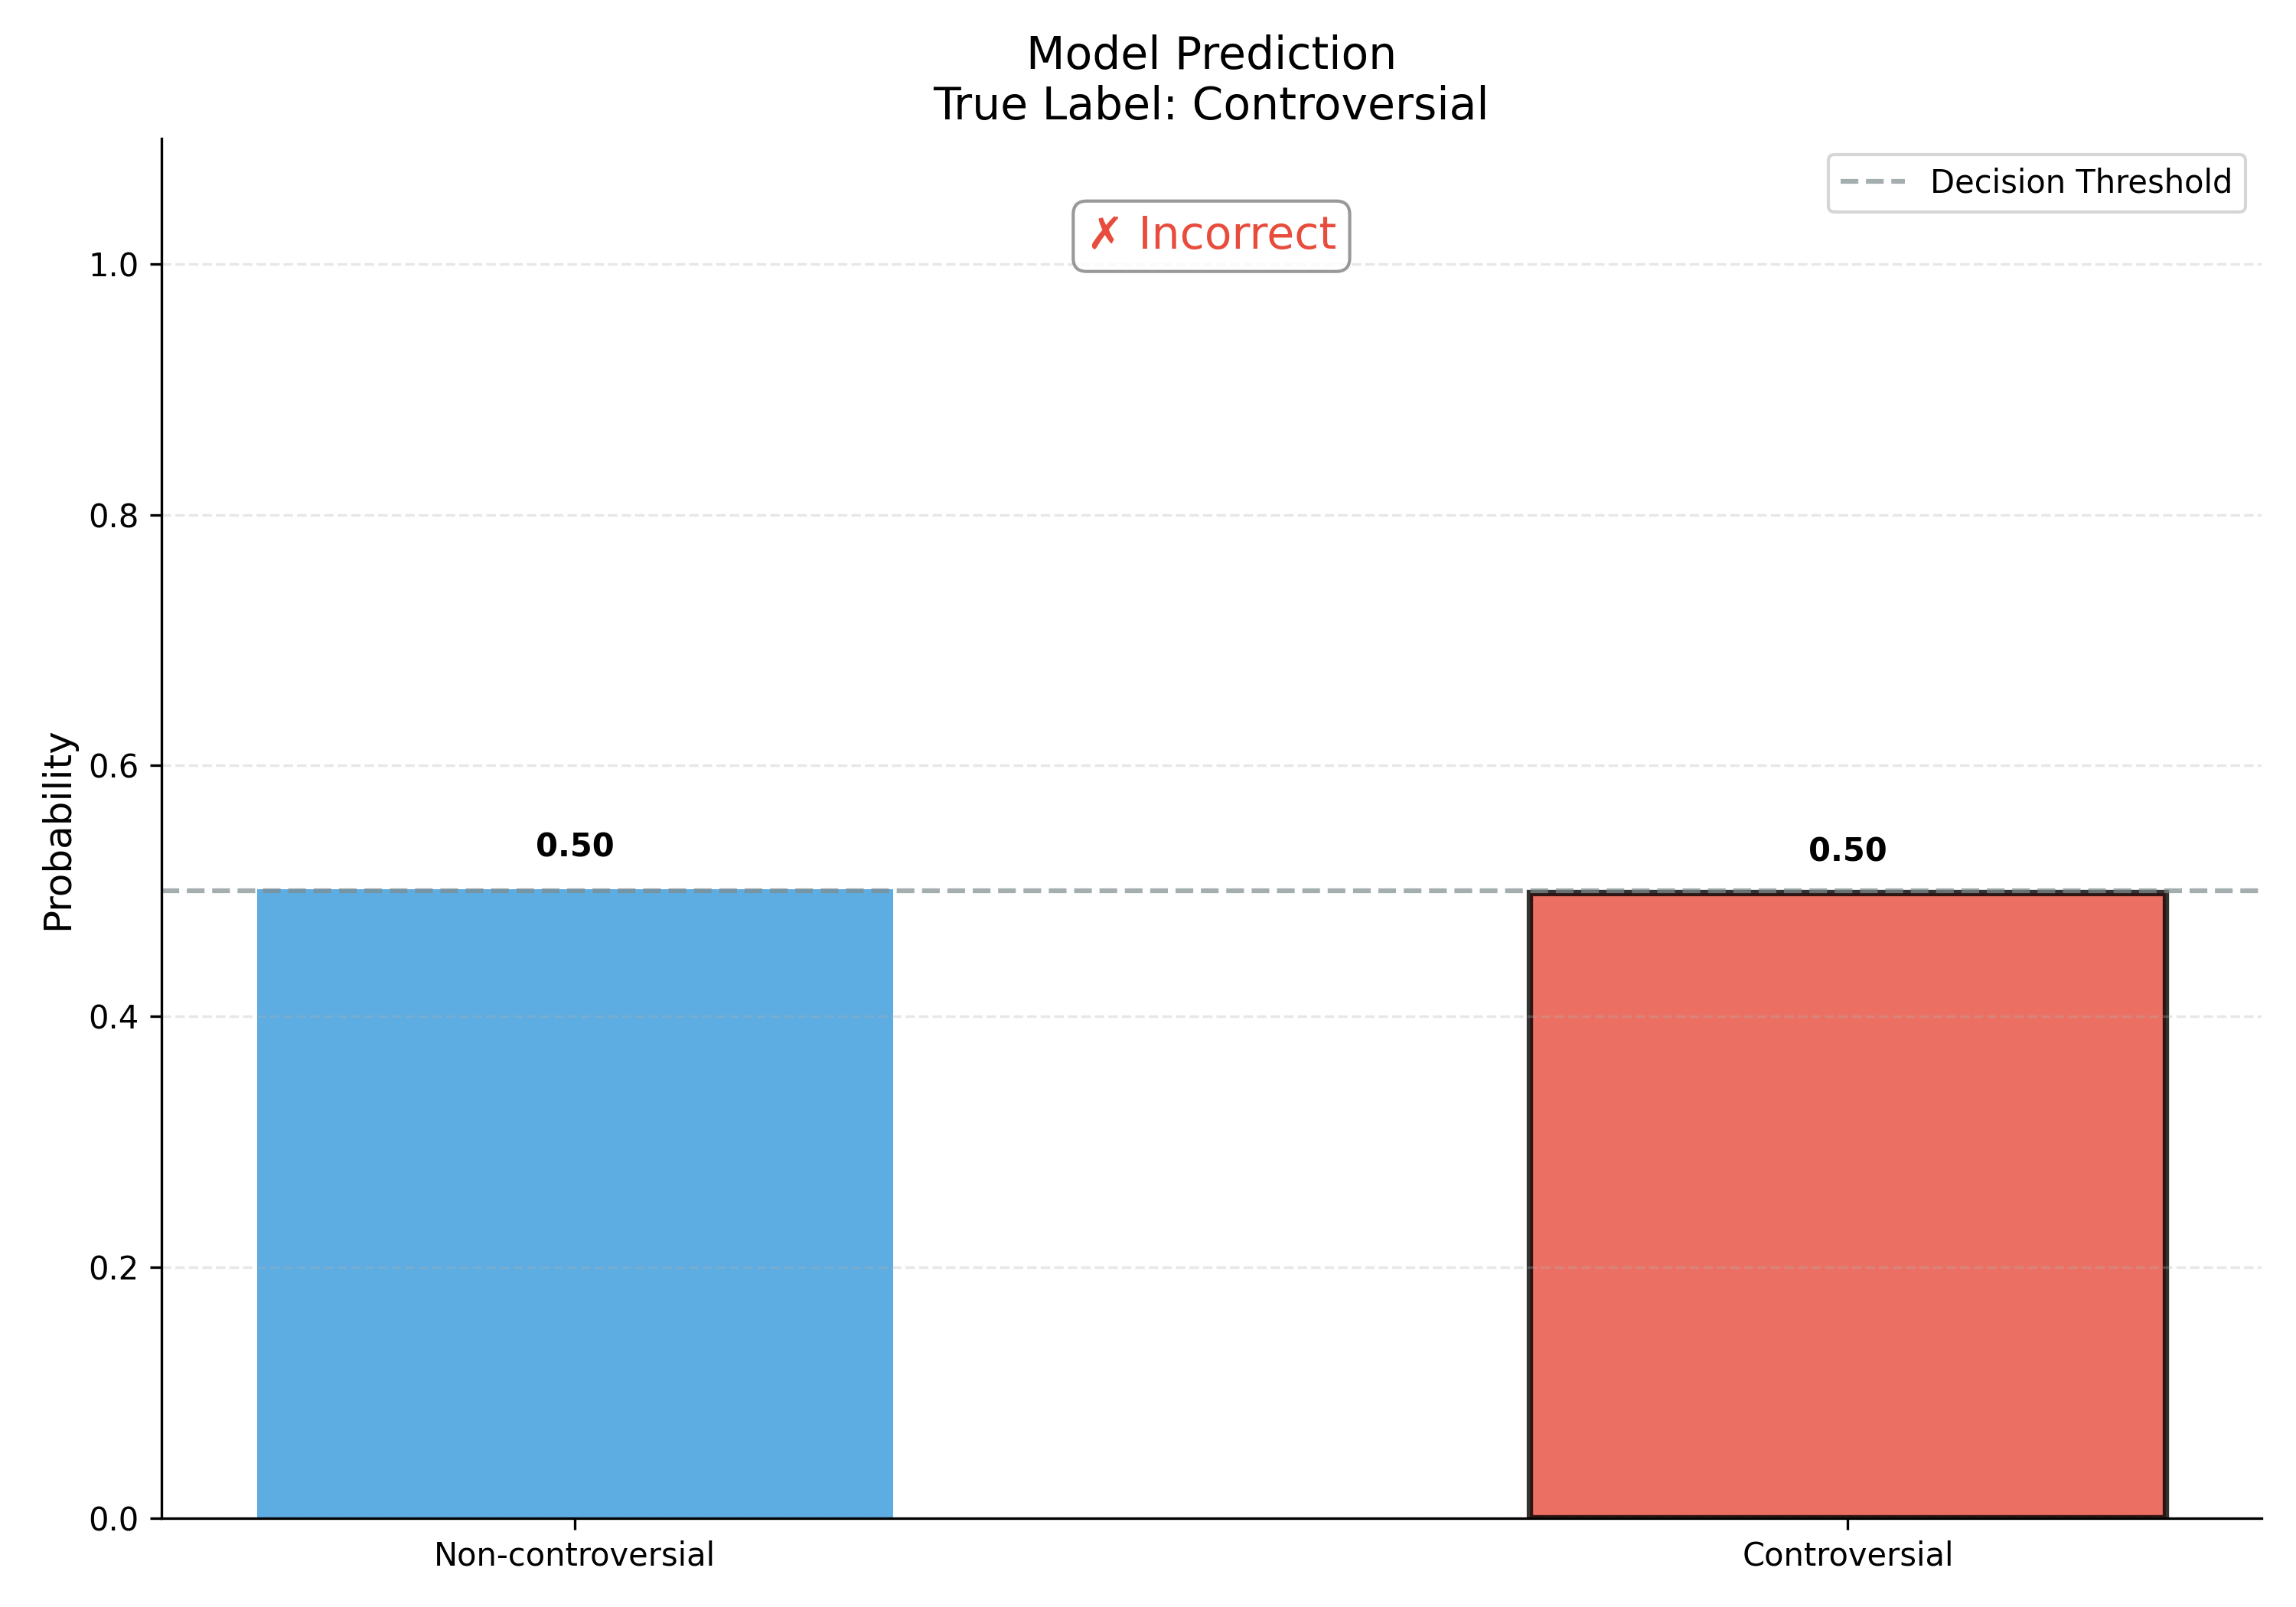 Model Prediction
True Label: Controversial
Decision Threshold
✗ Incorrect
1.0
0.8
0.6
0.4
0.2
0.0
Probability
0.50
0.50
Non-controversial
Controversial